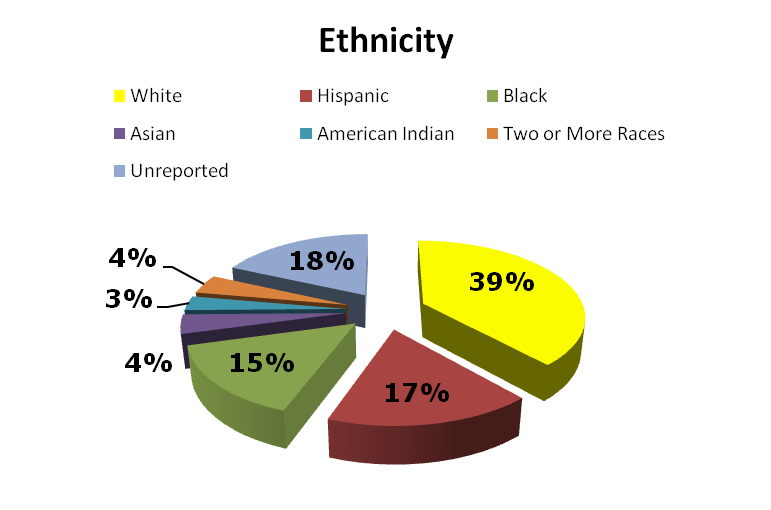 Ethnicity
White Hispanic Black
Asian American Indian Two or More Races
Unreported
4%
18%
39%
3%
4%
15%
17%